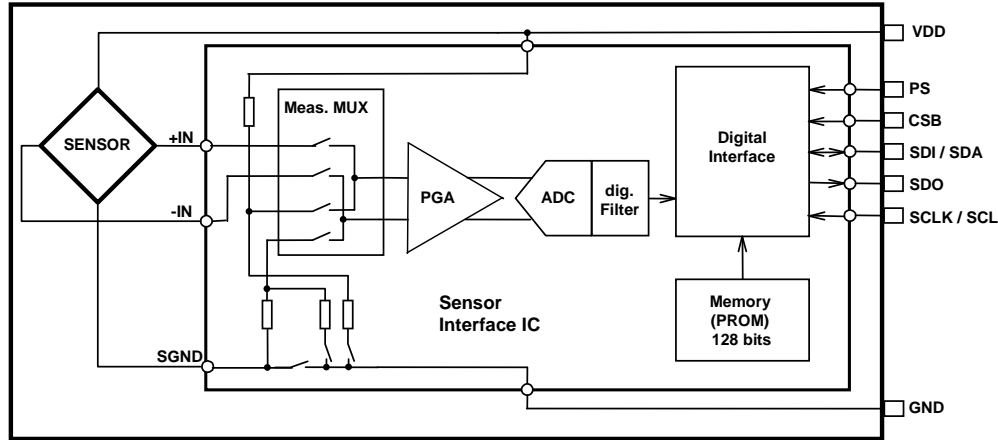 VDD
PS
Meas. MUX
+IN
SENSOR
CSB
Digital
Interface
SDI / SDA
PGA
ADC
dig.
Filter
SDO
-IN
SCLK / SCL
Sensor
Interface IC
Memory
(PROM)
128 bits
SGND
GND